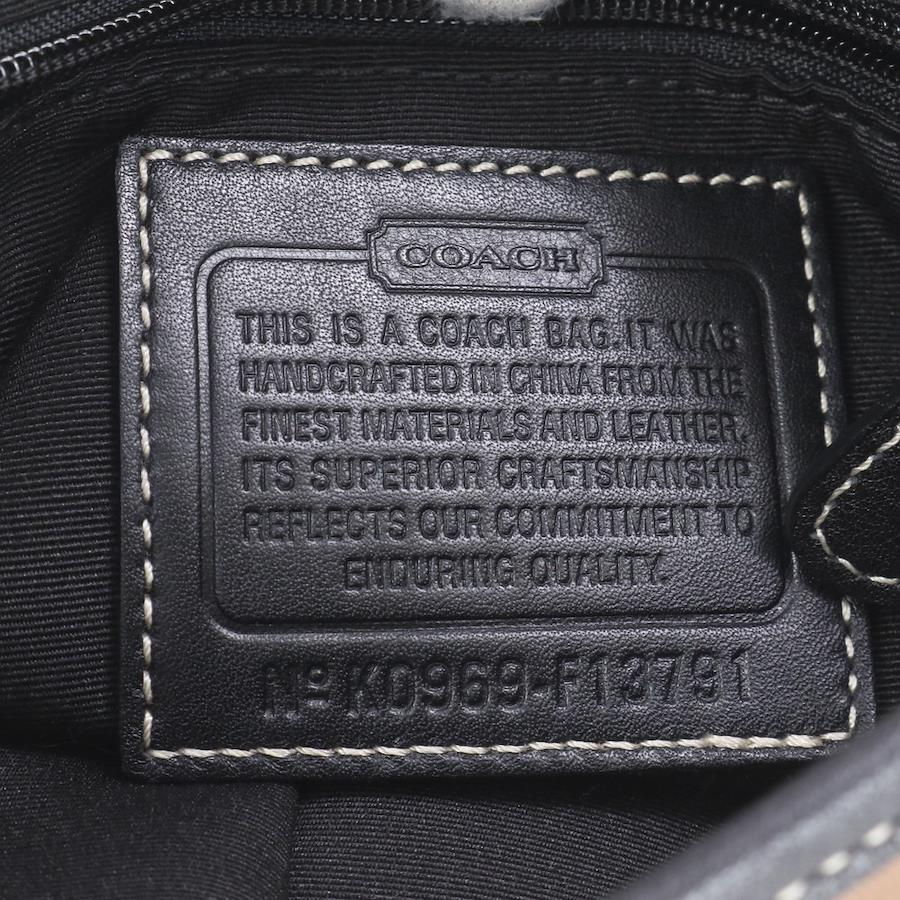 COACH
THIS IS A COACH BAG. IT WAS
HANDCRAFTED IN CHINA FROM THE
FINEST MATERIALS AND LEATHER.
ITS SUPERIOR CRAFTSMANSHIP
REFLECTS OUR COMMITMENT TO
ENDURING QUALITY.
Nº K0969-F13791